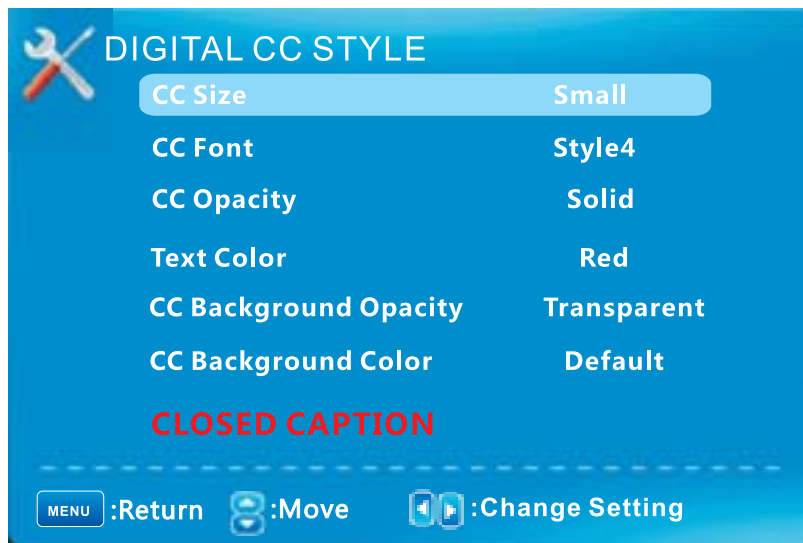 DIGITAL CC STYLE
CC Size Small
CC Font Style4
CC Opacity Solid
Text Color Red
CC Background Opacity Transparent
CC Background Color Default
CLOSED CAPTION
MENU :Return :Move :Change Setting